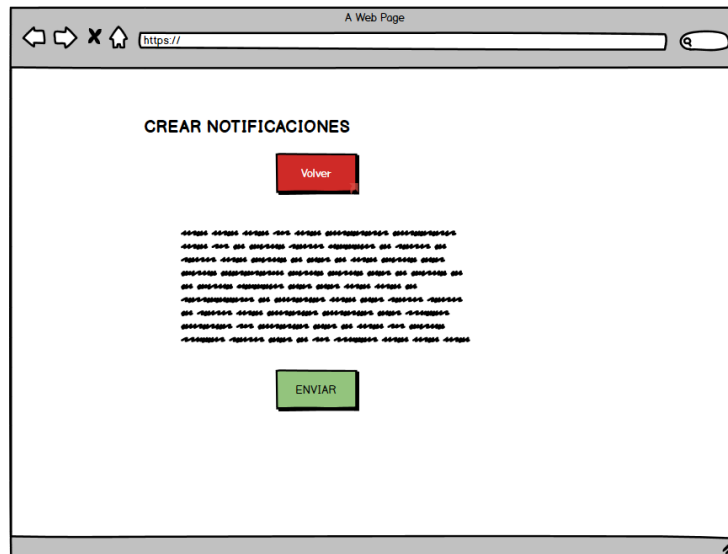 A Web Page
https://
CREAR NOTIFICACIONES
Volver
ENVIAR